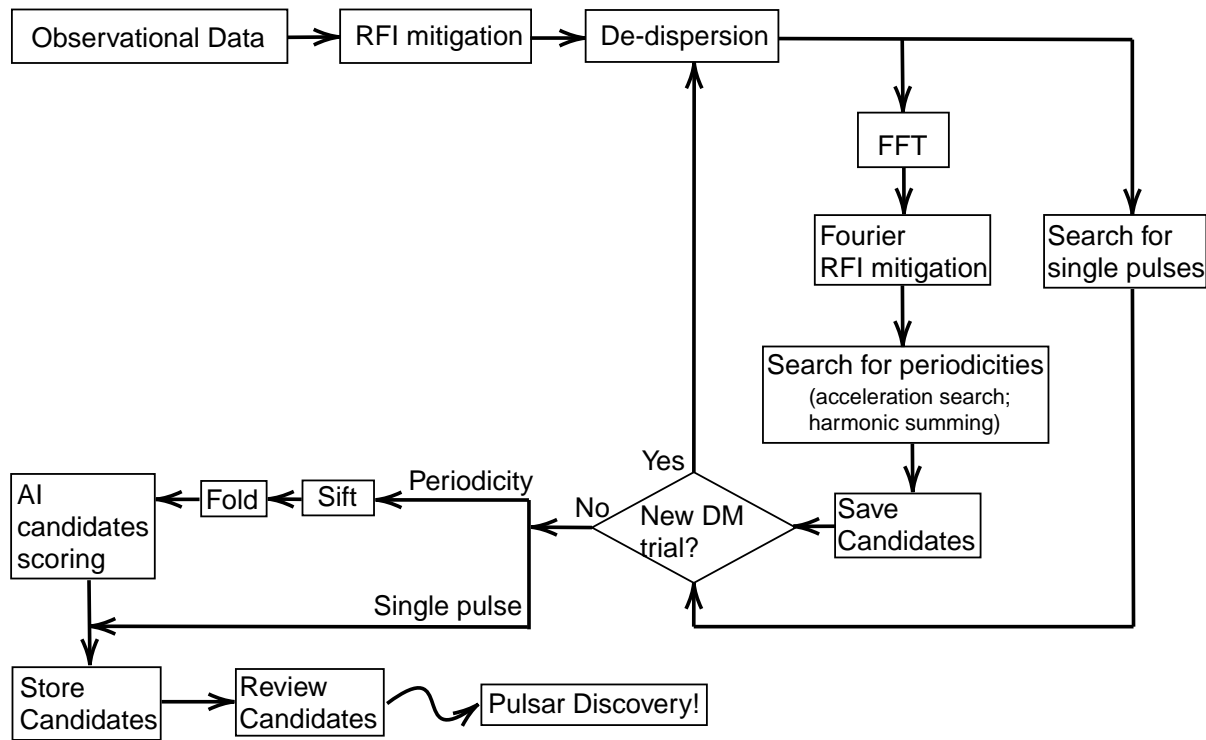 Observational Data
RFI mitigation
De-dispersion
FFT
Fourier
RFI mitigation
Search for
single pulses
Search for periodicities
(acceleration search;
harmonic summing)
Save
Candidates
New DM
trial?
Yes
No
Periodicity
Sift
Fold
AI
candidates
scoring
Single pulse
Store
Candidates
Review
Candidates
Pulsar Discovery!